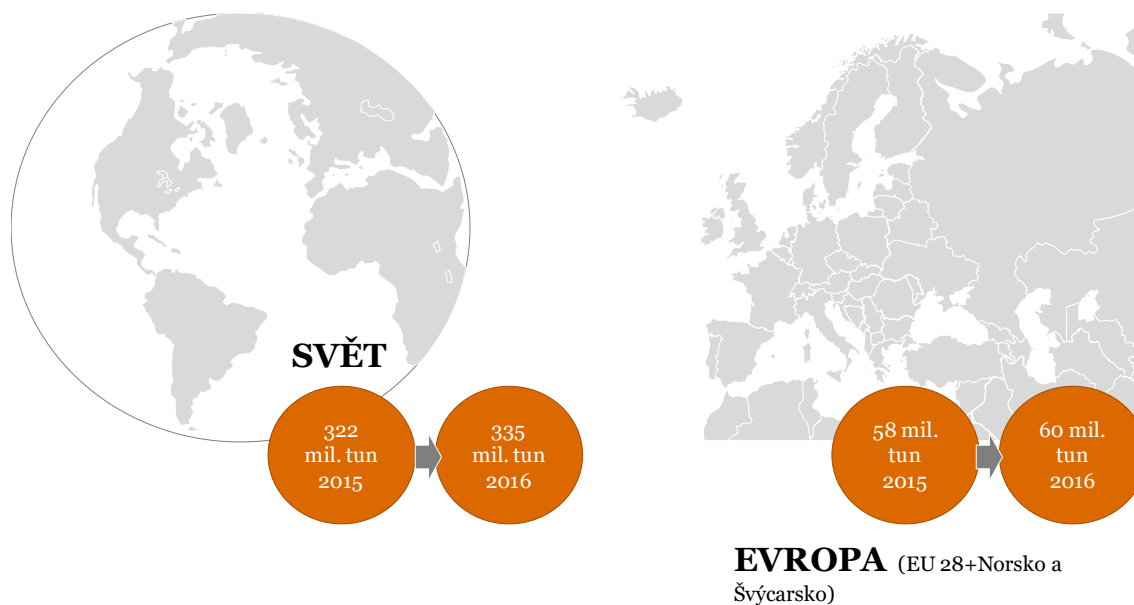 SVĚT
322
mil. tun
2015
335
mil. tun
2016
58 mil.
tun
2015
60 mil.
tun
2016
EVROPA (EU 28+Norsko a
Švýcarsko)